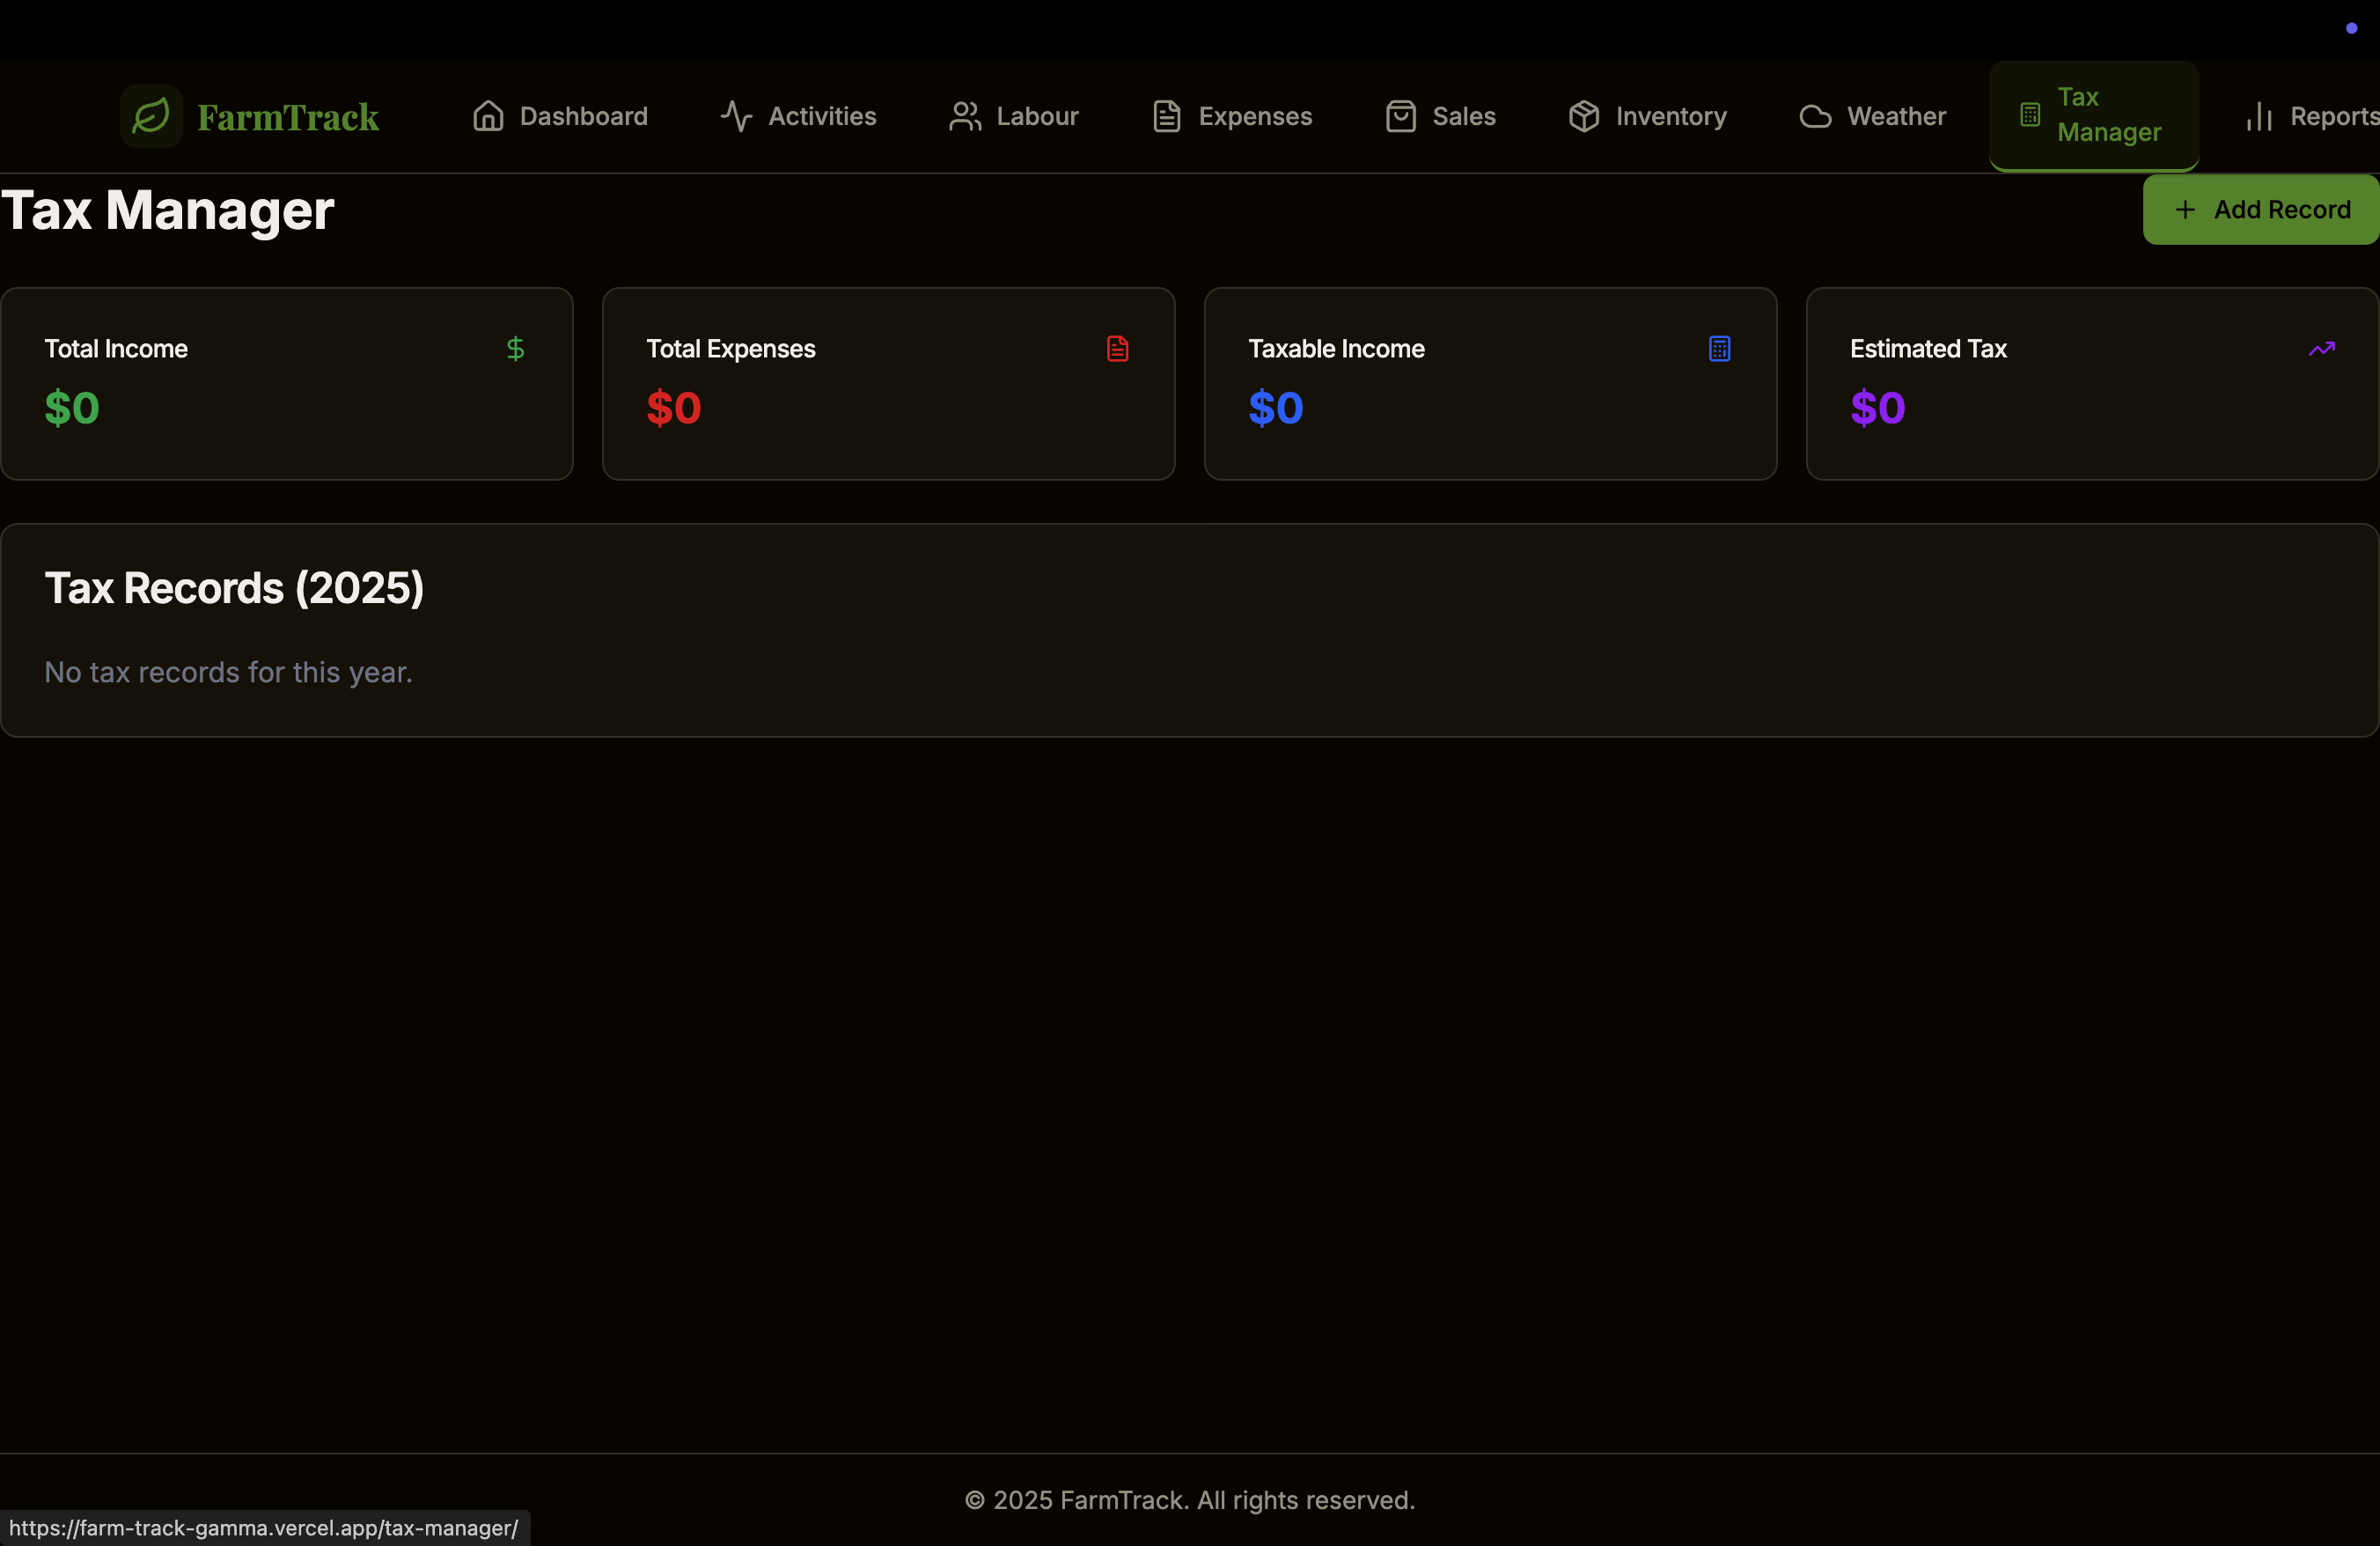 FarmTrack
Dashboard
Activities
Labour
Expenses
Sales
Inventory
Weather
Tax
Manager
Reports
Tax Manager
Add Record
Total Income
$0
Total Expenses
$0
Taxable Income
$0
Estimated Tax
$0
Tax Records (2025)
No tax records for this year.
© 2025 FarmTrack. All rights reserved.
https://farm-track-gamma.vercel.app/tax-manager/